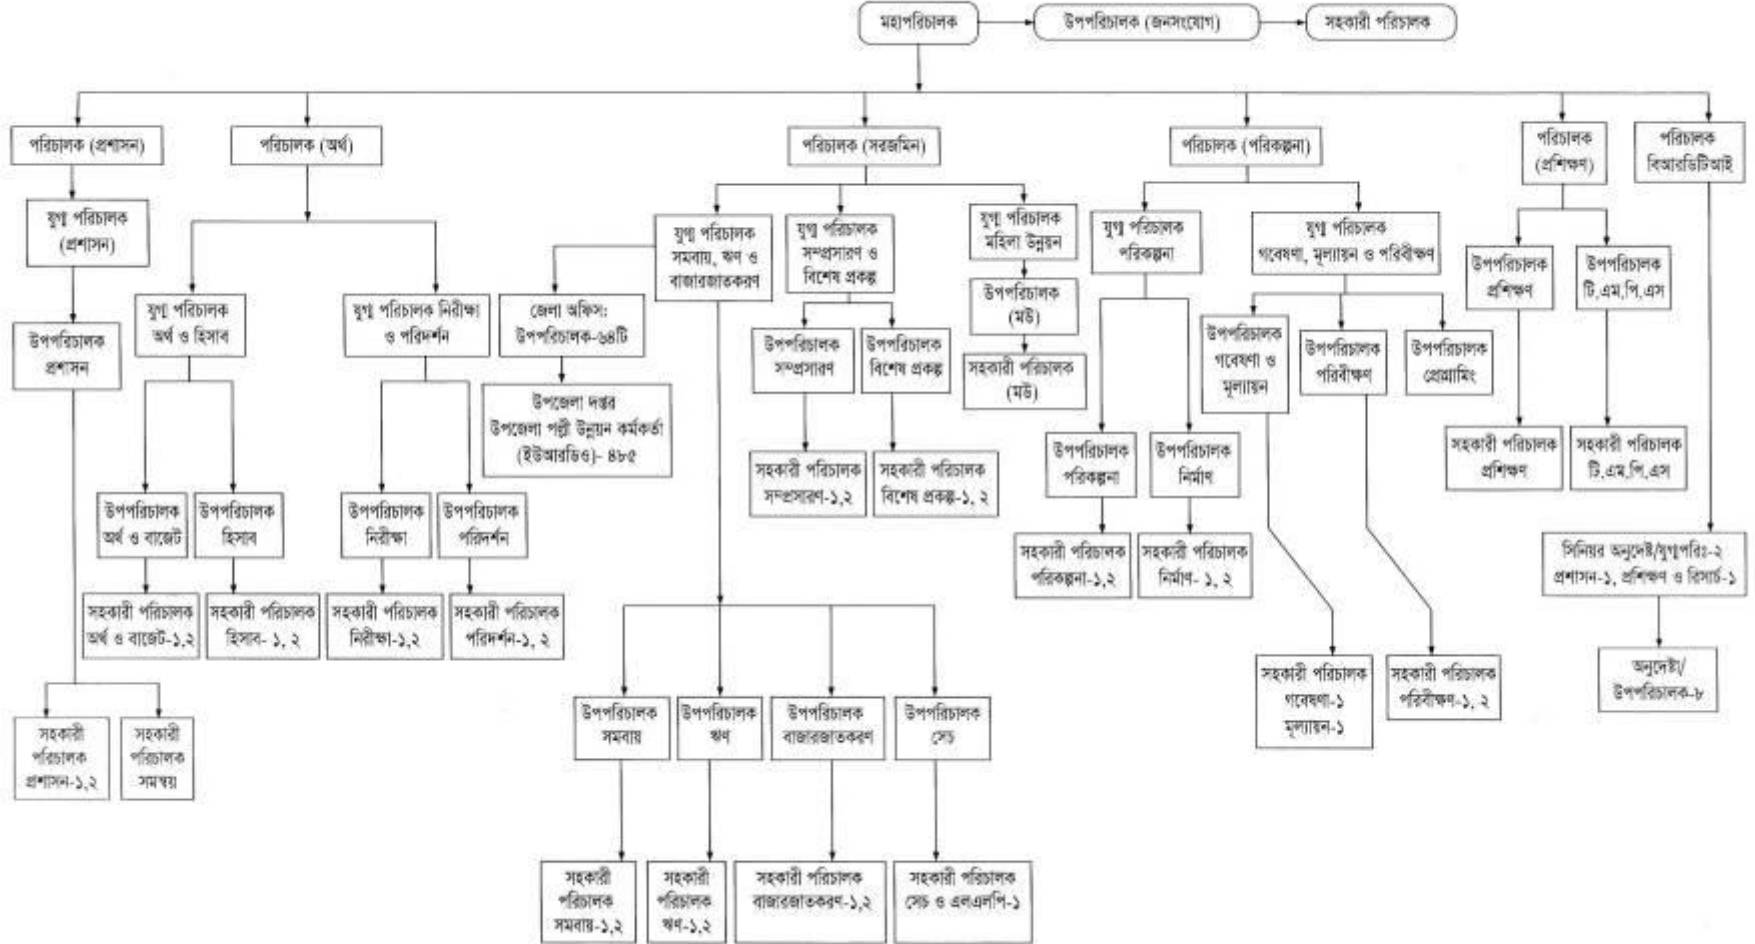 মহাপরিচালক
উপপরিচালক (জনসংযোগ)
সহকারী পরিচালক
পরিচালক (প্রশাসন)
যুগ্ম পরিচালক
(প্রশাসন)
উপপরিচালক
প্রশাসন
সহকারী
পরিচালক
প্রশাসন-১,২
সহকারী
পরিচালক
সমন্বয়
পরিচালক (অর্থ)
যুগ্ম পরিচালক
অর্থ ও হিসাব
উপপরিচালক
অর্থ ও বাজেট
সহকারী পরিচালক
অর্থ ও বাজেট-১,২
উপপরিচালক
হিসাব
সহকারী পরিচালক
হিসাব- ১, ২
যুগ্ম পরিচালক নিরীক্ষা
ও পরিদর্শন
উপপরিচালক
নিরীক্ষা
সহকারী পরিচালক
নিরীক্ষা-১,২
উপপরিচালক
পরিদর্শন
সহকারী পরিচালক
পরিদর্শন-১, ২
পরিচালক (সরজমিন)
যুগ্ম পরিচালক
সমবায়, ঋণ ও
বাজারজাতকরণ
জেলা অফিস:
উপপরিচালক-৬৪টি
উপজেলা দপ্তর
উপজেলা পল্লী উন্নয়ন কর্মকর্তা
(ইউআরডিও)- ৪৮৫
উপপরিচালক
সমবায়
সহকারী
পরিচালক
সমবায়-১,২
উপপরিচালক
ঋণ
সহকারী
পরিচালক
ঋণ-১,২
উপপরিচালক
বাজারজাতকরণ
সহকারী পরিচালক
বাজারজাতকরণ-১,২
উপপরিচালক
সেচ
সহকারী পরিচালক
সেচ ও এলএলপি-১
যুগ্ম পরিচালক
সম্প্রসারণ ও
বিশেষ প্রকল্প
উপপরিচালক
সম্প্রসারণ
সহকারী পরিচালক
সম্প্রসারণ-১,২
উপপরিচালক
বিশেষ প্রকল্প
সহকারী পরিচালক
বিশেষ প্রকল্প-১, ২
যুগ্ম পরিচালক
মহিলা উন্নয়ন
উপপরিচালক
(মউ)
সহকারী পরিচালক
(মউ)
পরিচালক (পরিকল্পনা)
যুগ্ম পরিচালক
পরিকল্পনা
উপপরিচালক
পরিকল্পনা
সহকারী পরিচালক
পরিকল্পনা-১,২
উপপরিচালক
নির্মাণ
সহকারী পরিচালক
নির্মাণ- ১, ২
যুগ্ম পরিচালক
গবেষণা, মূল্যায়ন ও পরিবীক্ষণ
উপপরিচালক
গবেষণা ও
মূল্যায়ন
সহকারী পরিচালক
গবেষণা-১
মূল্যায়ন-১
উপপরিচালক
পরিবীক্ষণ
সহকারী পরিচালক
পরিবীক্ষণ-১, ২
উপপরিচালক
প্রোগ্রামিং
পরিচালক
(প্রশিক্ষণ)
উপপরিচালক
প্রশিক্ষণ
সহকারী পরিচালক
প্রশিক্ষণ
উপপরিচালক
টি,এম,পি,এস
সহকারী পরিচালক
টি,এম,পি,এস
পরিচালক
বিআরডিটিআই
সিনিয়র অনুদেষ্ট/যুগ্মপরিঃ-২
প্রশাসন-১, প্রশিক্ষণ ও রিসার্চ-১
অনুদেষ্টা/
উপপরিচালক-৮